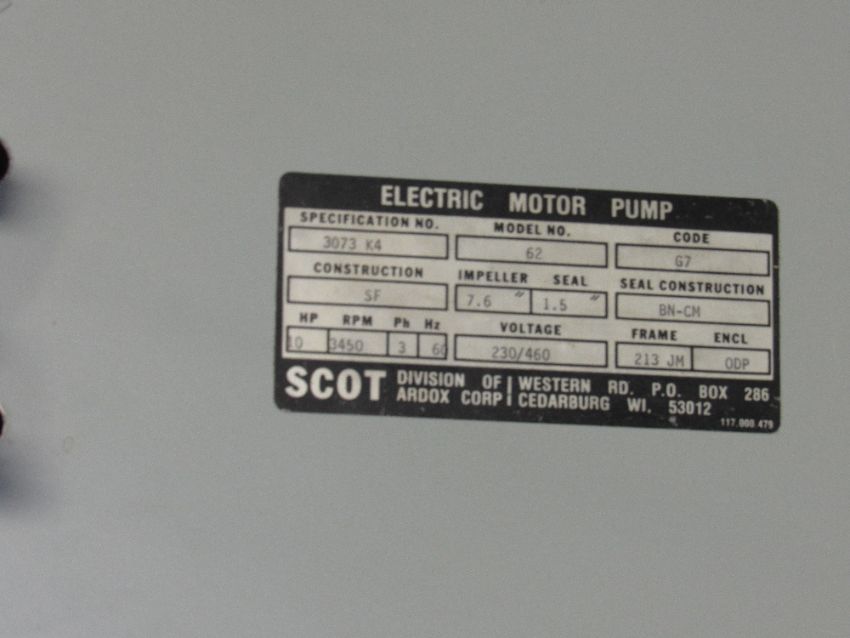 ELECTRIC MOTOR PUMP
SPECIFICATION NO. MODEL NO. CODE
3073 K4 62 G7
CONSTRUCTION IMPELLER SEAL SEAL CONSTRUCTION
SF 7.6 " 1.5 " BN-CM
HP RPM Ph Hz VOLTAGE FRAME ENCL
10 3450 3 60 230/460 213 JM ODP
SCOT DIVISION OF WESTERN RD. P.O. BOX 286
ARDOX CORP CEDARBURG WI. 53012
117.000.479